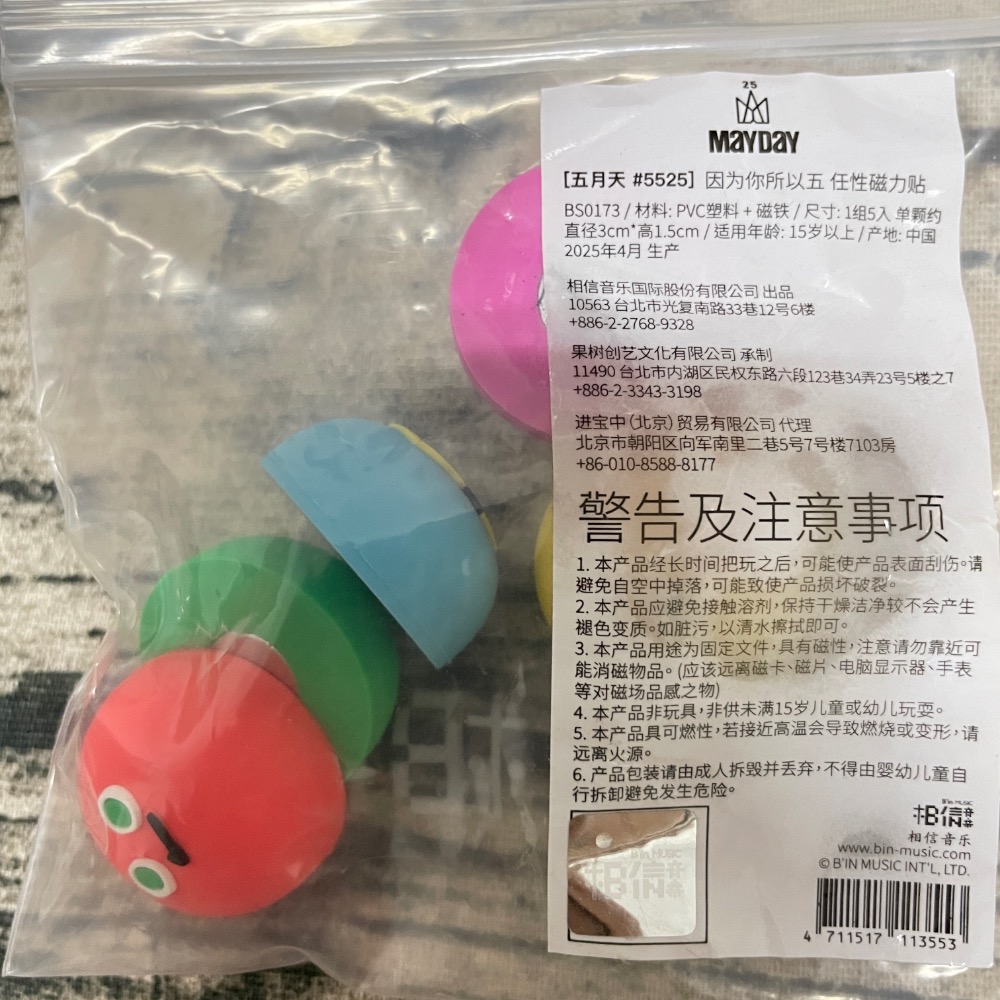 25
MAYDAY
[五月天 #5525] 因为你所以五 任性磁力贴
BS0173 / 材料: PVC塑料 + 磁铁 / 尺寸: 1组5入 单颗约
直径3cm*高1.5cm / 适用年龄: 15岁以上 / 产地: 中国
2025年4月 生产
相信音乐国际股份有限公司 出品
10563 台北市光复南路33巷12号6楼
+886-2-2768-9328
果树创艺文化有限公司 承制
11490 台北市内湖区民权东路六段123巷34弄23号5楼之7
+886-2-3343-3198
进宝中(北京)贸易有限公司 代理
北京市朝阳区向军南里二巷5号7号楼7103房
+86-010-8588-8177
警告及注意事项
1. 本产品经长时间把玩之后,可能使产品表面刮伤。请
避免自空中掉落,可能致使产品损坏破裂。
2. 本产品应避免接触溶剂,保持干燥洁净较不会产生
褪色变质。如脏污,以清水擦拭即可。
3. 本产品用途为固定文件,具有磁性,注意请勿靠近可
能消磁物品。(应该远离磁卡、磁片、电脑显示器、手表
等对磁场品感之物)
4. 本产品非玩具,非供未满15岁儿童或幼儿玩耍。
5. 本产品具可燃性,若接近高温会导致燃烧或变形,请
远离火源。
6. 产品包装请由成人拆毁并丢弃,不得由婴幼儿童自
行拆卸避免发生危险。
B'IN MUSIC
相信音
相信音乐
www.bin-music.com
© B'IN MUSIC INT'L, LTD.
B'IN MUSIC
相信音
4 711517 113553